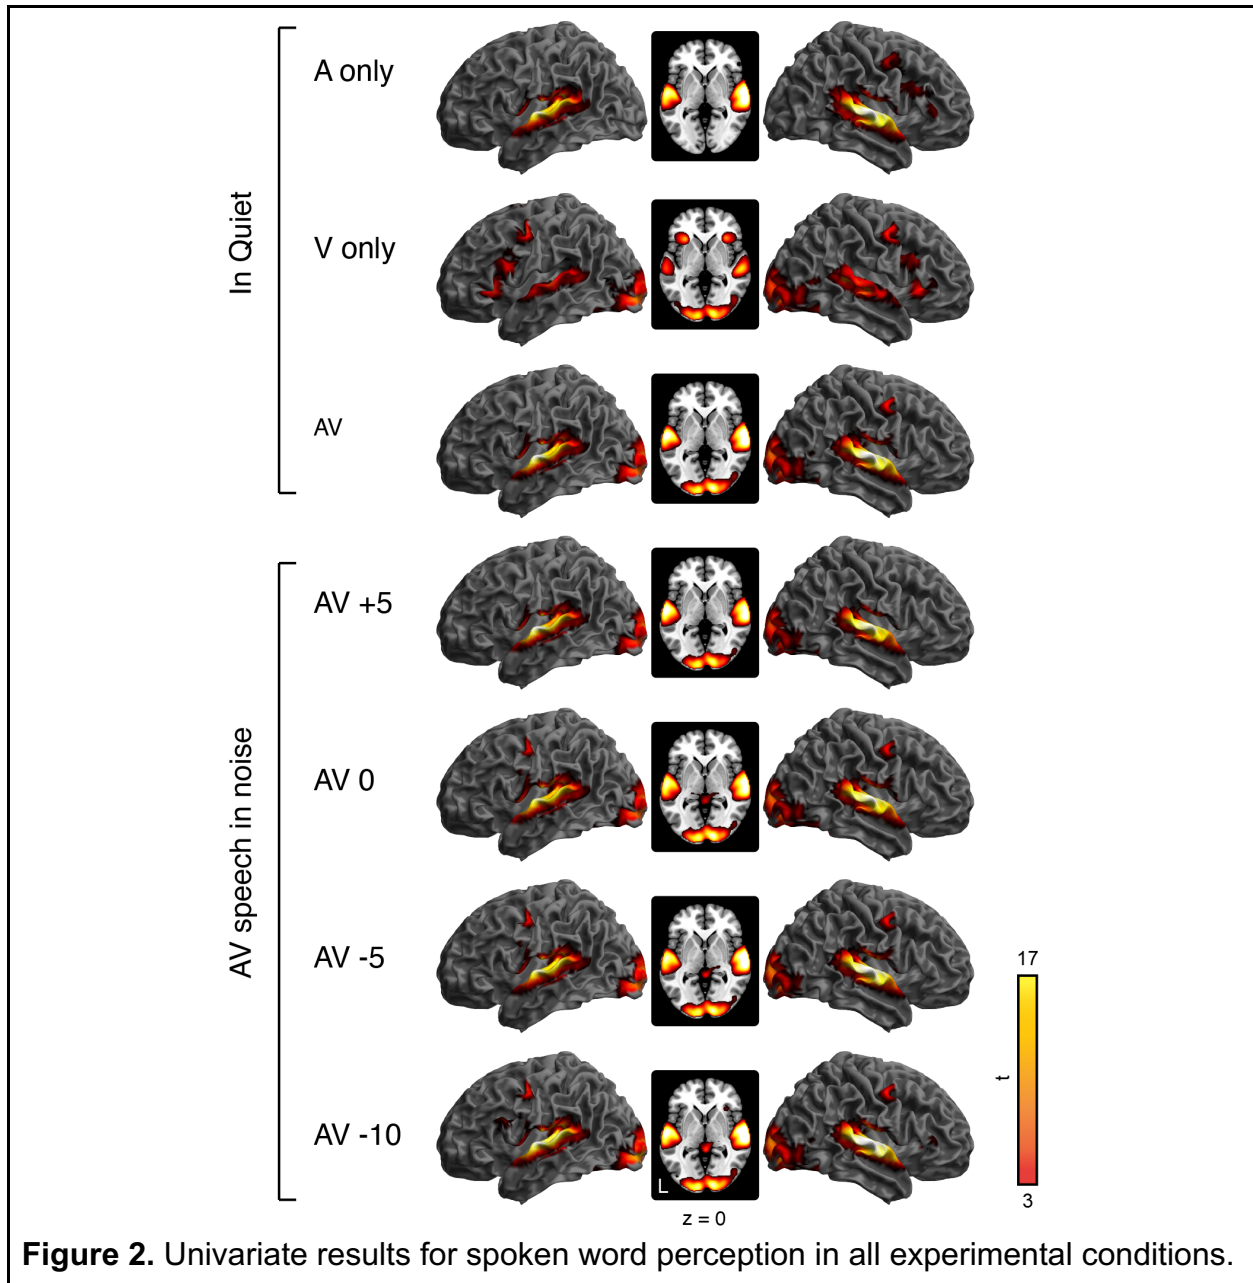 In Quiet
A only
V only
AV
AV speech in noise
AV +5
AV 0
AV -5
AV -10
L
z = 0
17
t
3
Figure 2. Univariate results for spoken word perception in all experimental conditions.